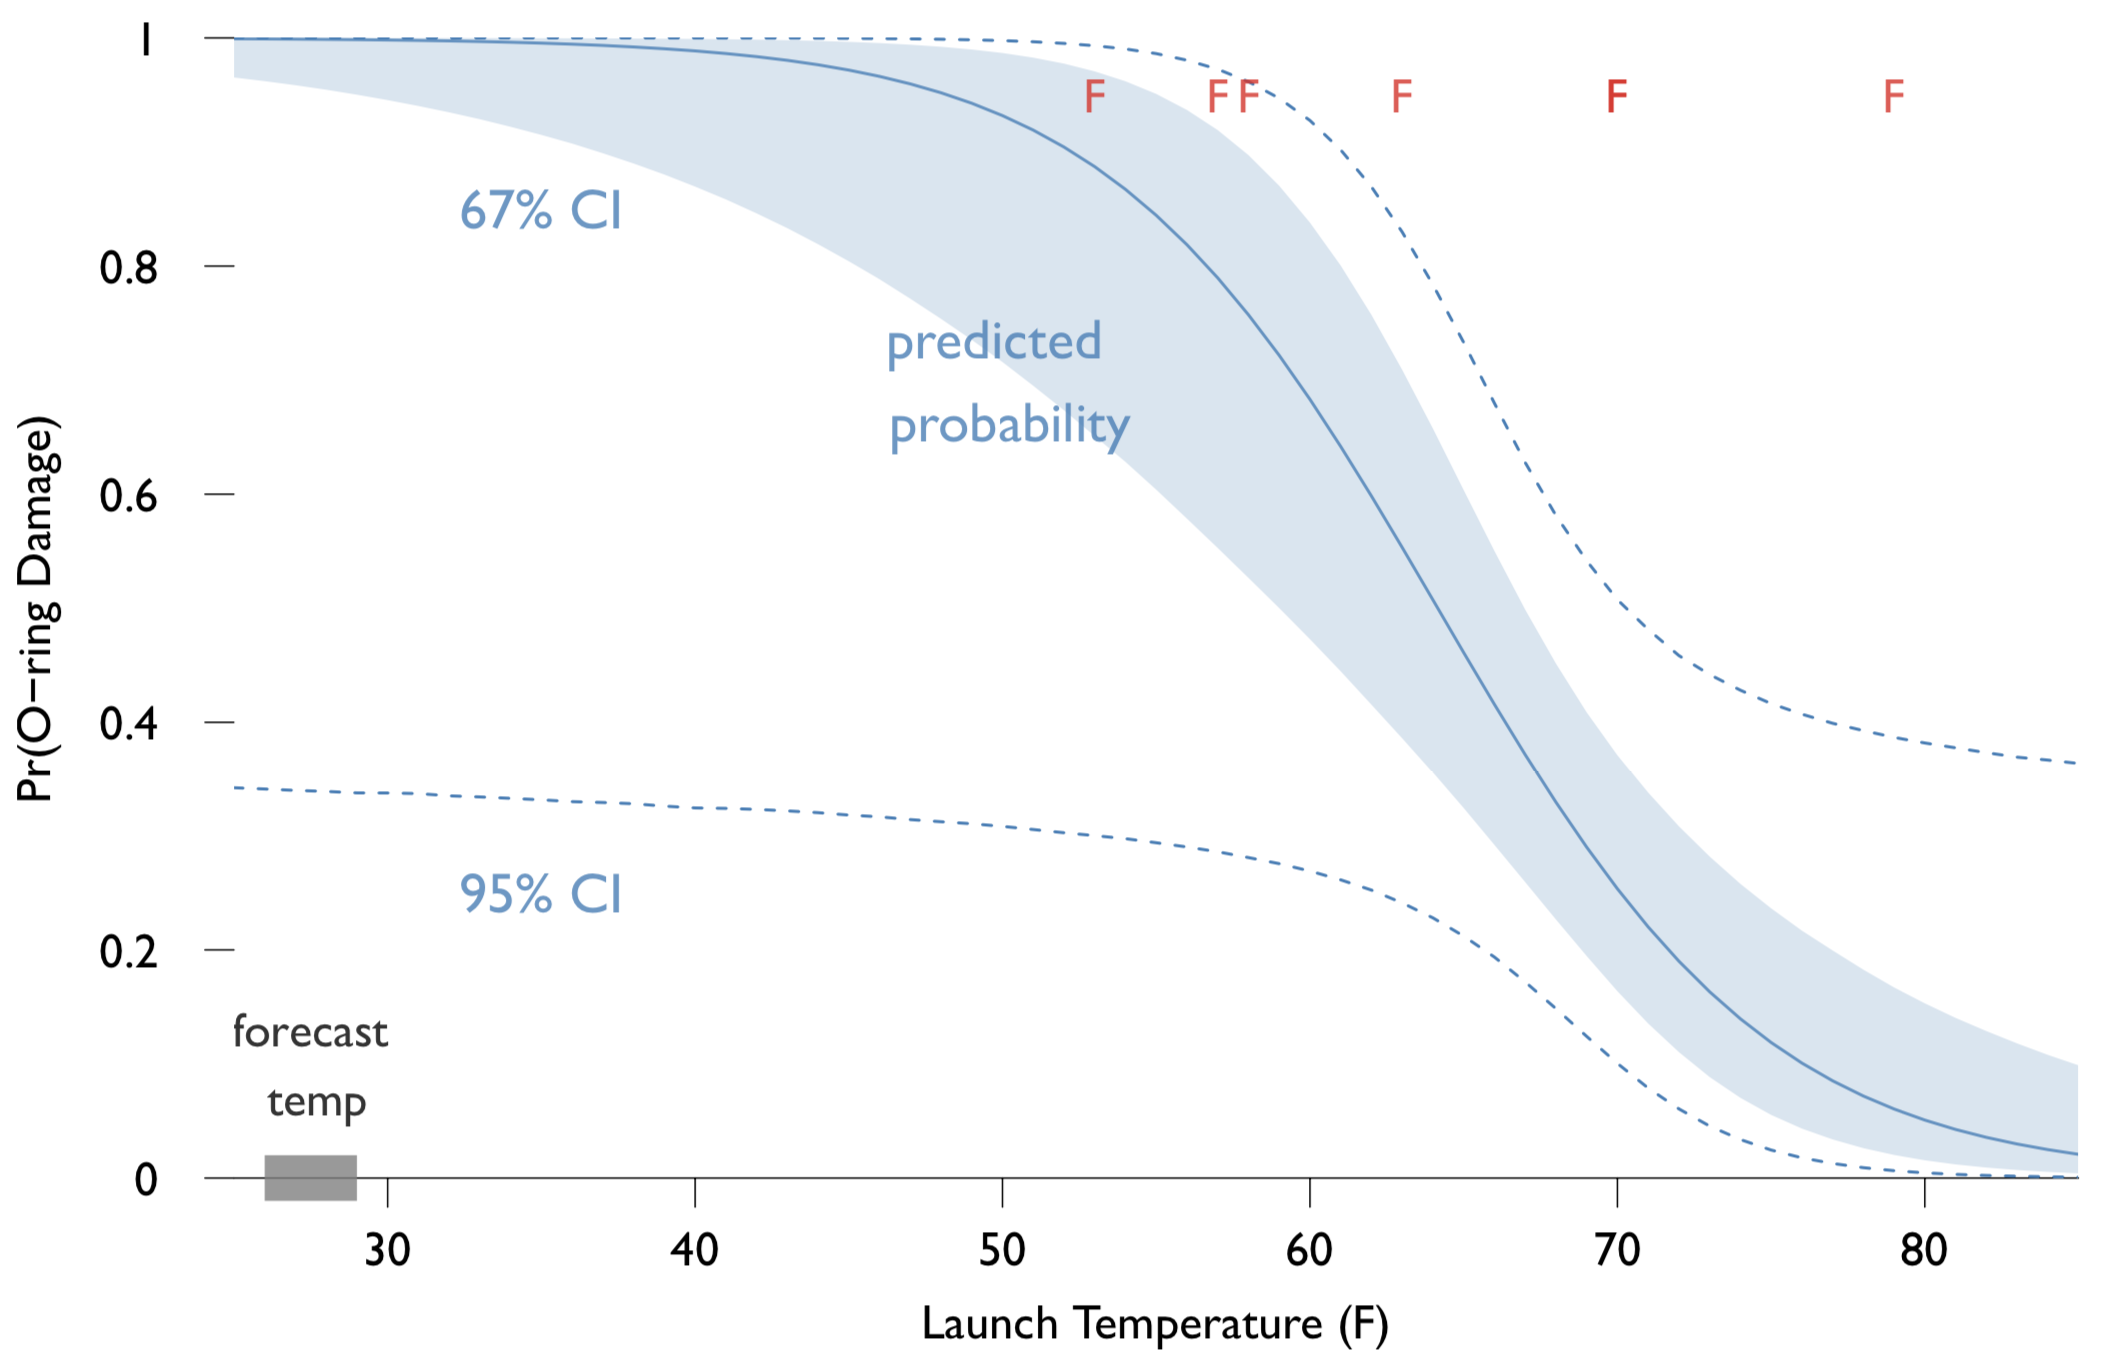 1
F
F
F
F
F
F
67% CI
0.8
predicted
probability
0.6
Pr(O−ring Damage)
0.4
95% CI
0.2
forecast
temp
0
30
40
50
60
70
80
Launch Temperature (F)